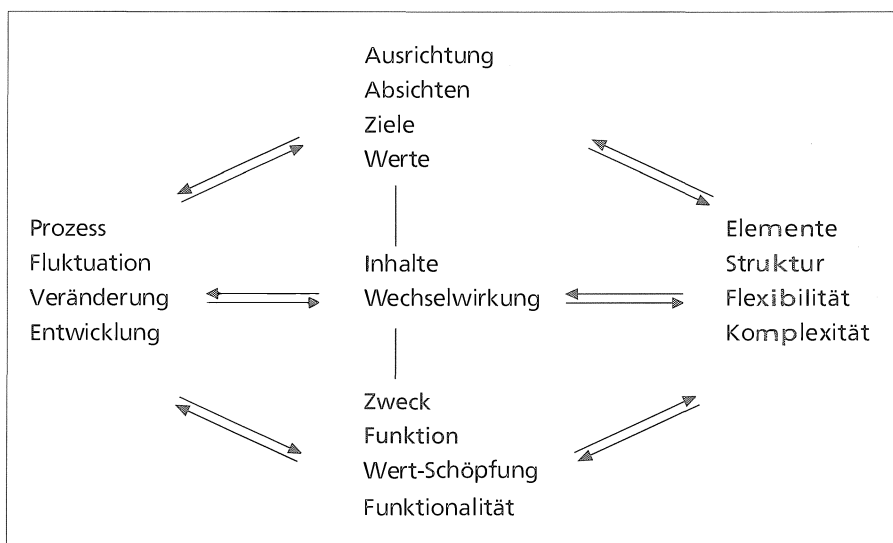 Ausrichtung
Absichten
Ziele
Werte
Prozess
Fluktuation
Veränderung
Entwicklung
Inhalte
Wechselwirkung
Elemente
Struktur
Flexibilität
Komplexität
Zweck
Funktion
Wert-Schöpfung
Funktionalität